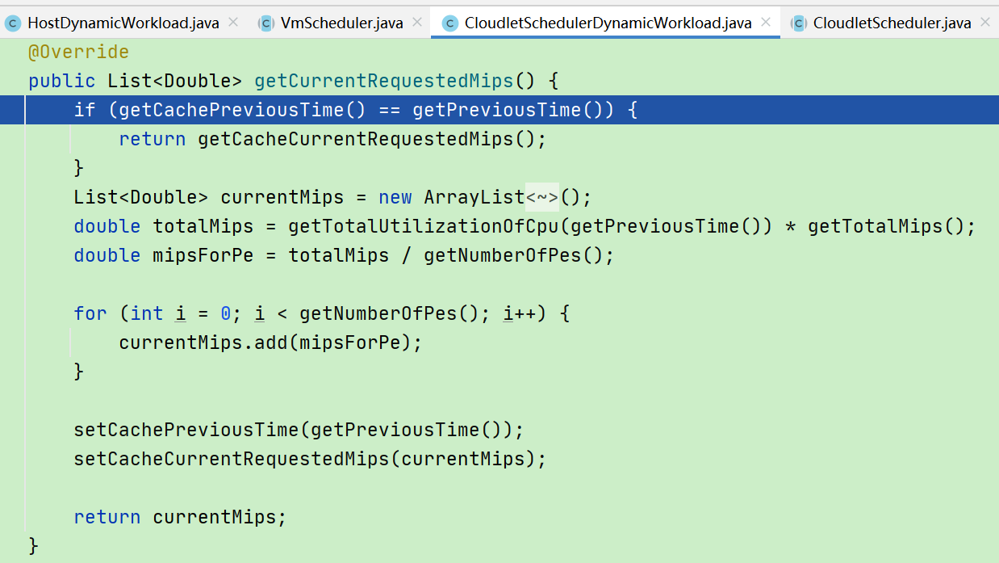 HostDynamicWorkload.java VmScheduler.java CloudletSchedulerDynamicWorkload.java CloudletScheduler.java
@Override
public List<Double> getCurrentRequestedMips() {
    if (getCachePreviousTime() == getPreviousTime()) {
        return getCacheCurrentRequestedMips();
    }
    List<Double> currentMips = new ArrayList<~>();
    double totalMips = getTotalUtilizationOfCpu(getPreviousTime()) * getTotalMips();
    double mipsForPe = totalMips / getNumberOfPes();
    for (int i = 0; i < getNumberOfPes(); i++) {
        currentMips.add(mipsForPe);
    }
    setCachePreviousTime(getPreviousTime());
    setCacheCurrentRequestedMips(currentMips);
    return currentMips;
}